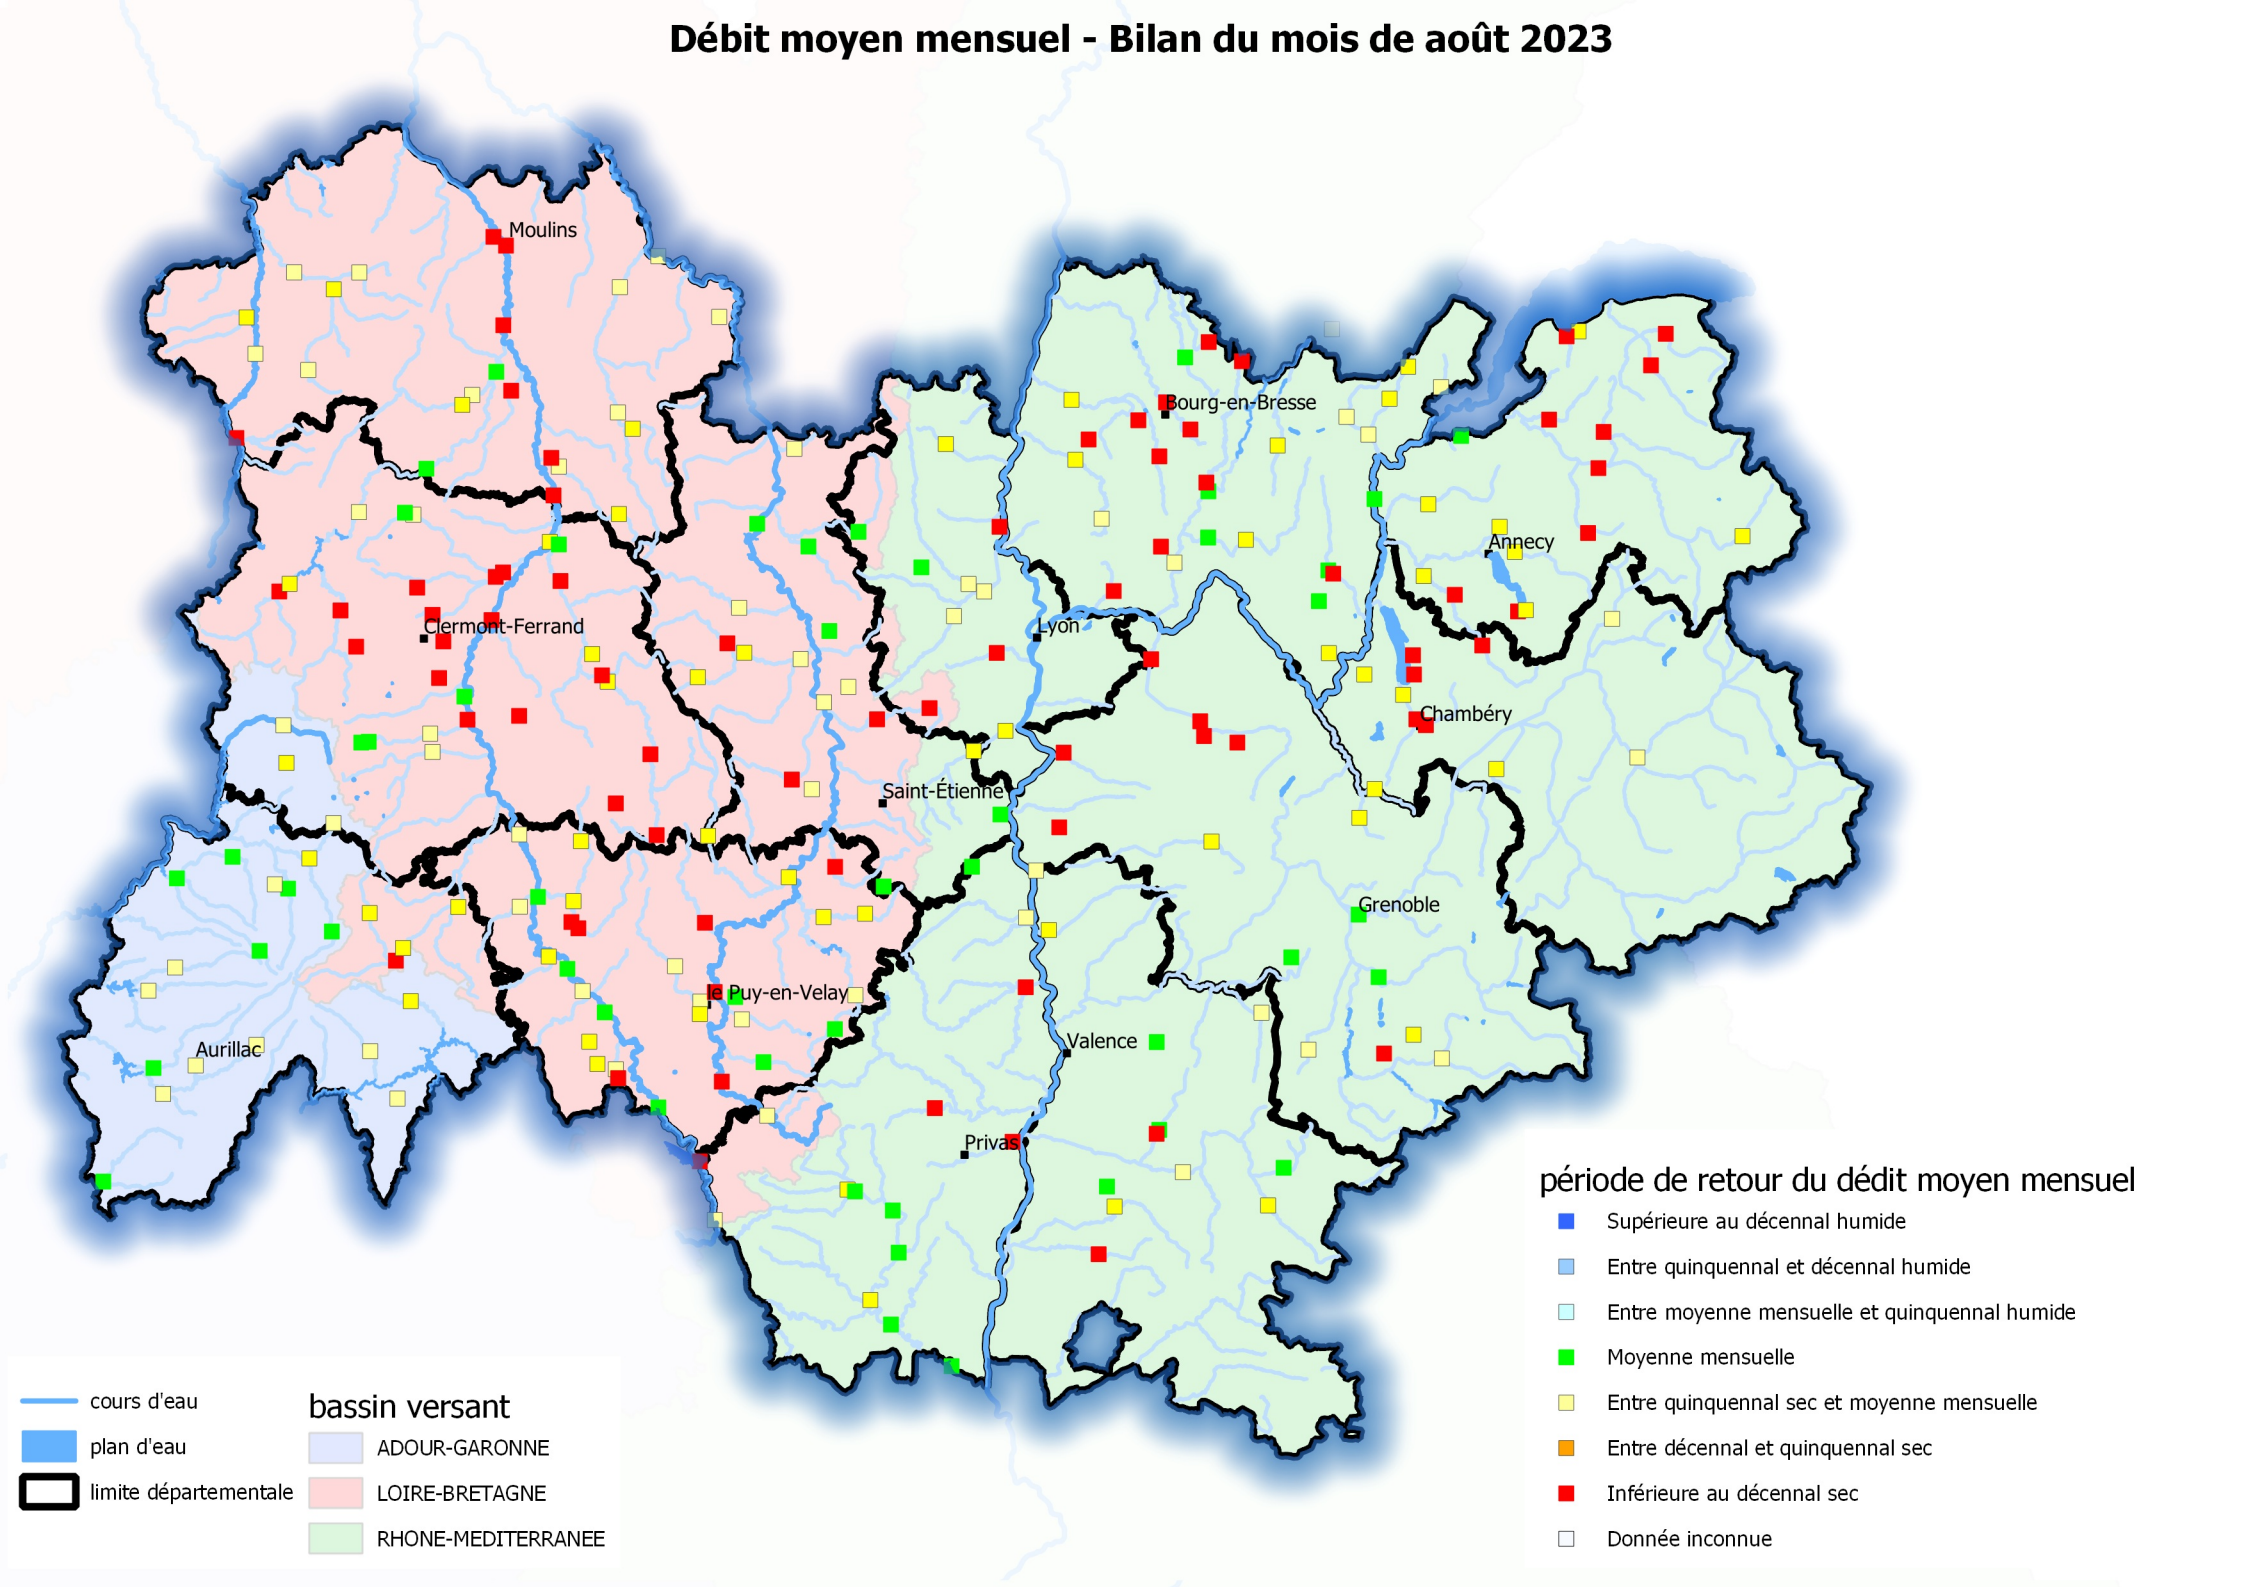 Débit moyen mensuel - Bilan du mois de août 2023
Moulins
Bourg-en-Bresse
Annecy
Clermont-Ferrand
Lyon
Chambéry
Saint-Étienne
Grenoble
le Puy-en-Velay
Valence
Aurillac
Privas
période de retour du dédit moyen mensuel
Supérieure au décennal humide
Entre quinquennal et décennal humide
Entre moyenne mensuelle et quinquennal humide
Moyenne mensuelle
Entre quinquennal sec et moyenne mensuelle
Entre décennal et quinquennal sec
Inférieure au décennal sec
Donnée inconnue
cours d'eau
plan d'eau
limite départementale
bassin versant
ADOUR-GARONNE
LOIRE-BRETAGNE
RHONE-MEDITERRANEE